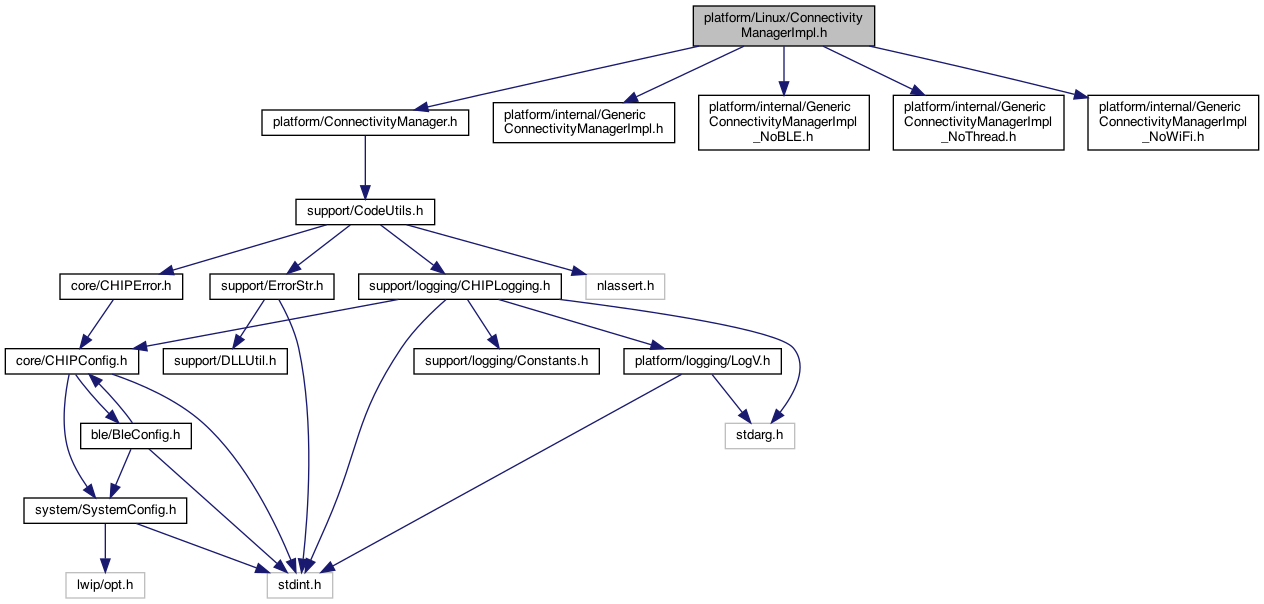 platform/Linux/Connectivity
ManagerImpl.h
platform/ConnectivityManager.h
platform/internal/Generic
ConnectivityManagerImpl.h
platform/internal/Generic
ConnectivityManagerImpl
_NoBLE.h
platform/internal/Generic
ConnectivityManagerImpl
_NoThread.h
platform/internal/Generic
ConnectivityManagerImpl
_NoWiFi.h
support/CodeUtils.h
core/CHIPError.h
support/ErrorStr.h
support/logging/CHIPLogging.h
nlassert.h
core/CHIPConfig.h
support/DLLUtil.h
support/logging/Constants.h
platform/logging/LogV.h
ble/BleConfig.h
stdarg.h
system/SystemConfig.h
lwip/opt.h
stdint.h